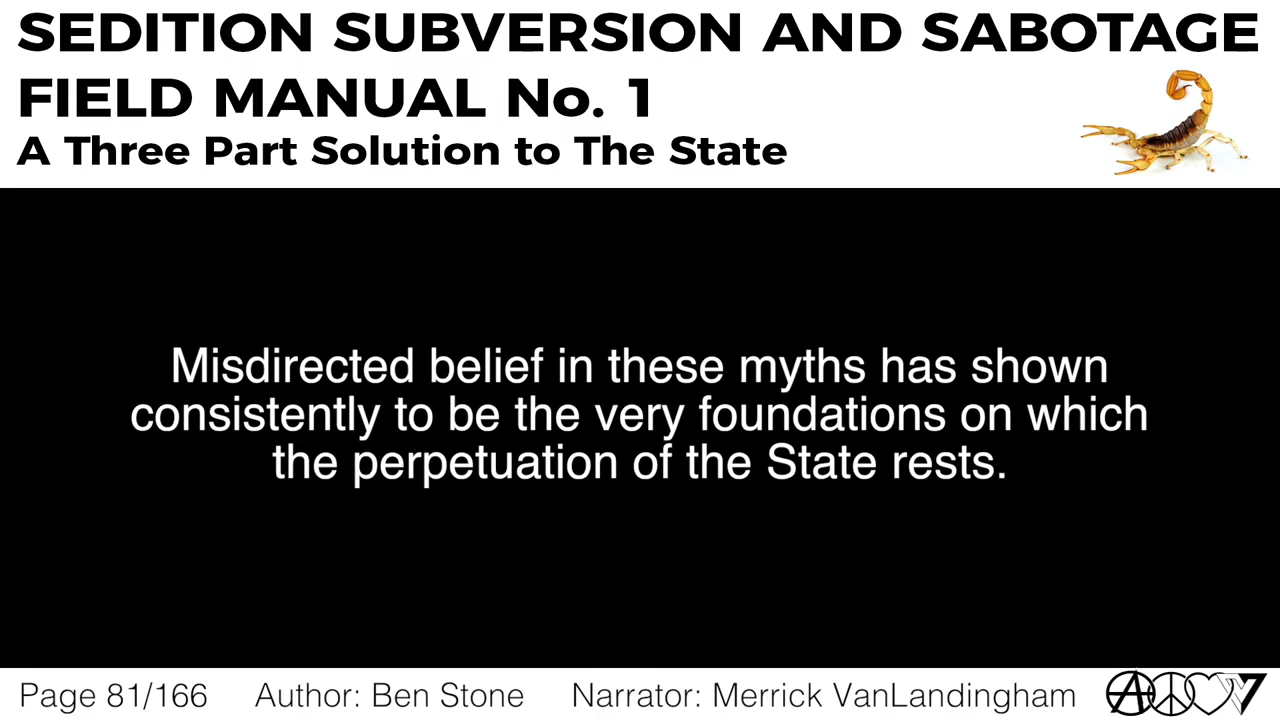 SEDITION SUBVERSION AND SABOTAGE
FIELD MANUAL No. 1
A Three Part Solution to The State
Misdirected belief in these myths has shown
consistently to be the very foundations on which
the perpetuation of the State rests.
Page 81/166 Author: Ben Stone Narrator: Merrick VanLandingham